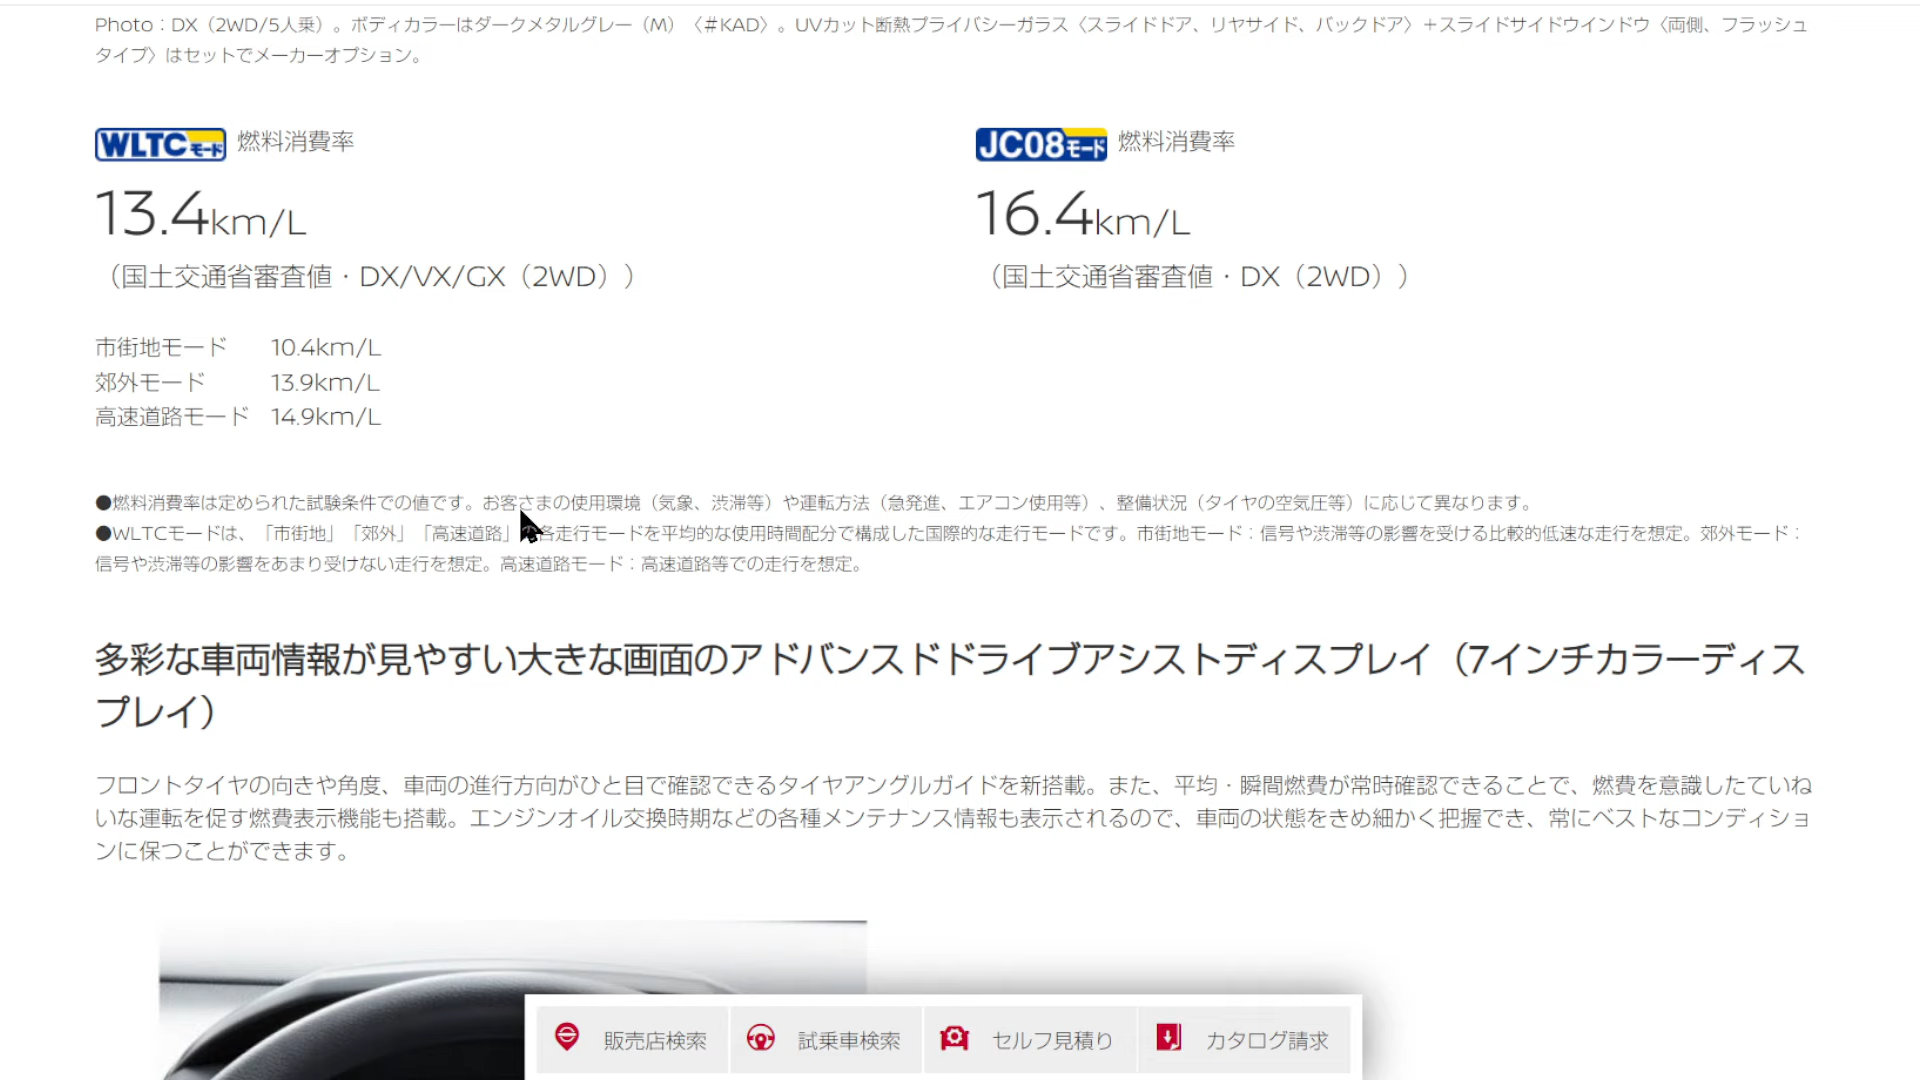 Photo：DX（2WD/5人乗）。ボディカラーはダークメタルグレー（M）〈＃KAD〉。UVカット断熱プライバシーガラス〈スライドドア、リヤサイド、バックドア〉＋スライドサイドウインドウ〈両側、フラッシュ
タイプ〉はセットでメーカーオプション。
WLTCモード 燃料消費率
13.4km/L
（国土交通省審査値・DX/VX/GX（2WD））
市街地モード 10.4km/L
郊外モード 13.9km/L
高速道路モード 14.9km/L
JC08モード 燃料消費率
16.4km/L
（国土交通省審査値・DX（2WD））
●燃料消費率は定められた試験条件での値です。お客さまの使用環境（気象、渋滞等）や運転方法（急発進、エアコン使用等）、整備状況（タイヤの空気圧等）に応じて異なります。
●WLTCモードは、「市街地」「郊外」「高速道路」の各走行モードを平均的な使用時間配分で構成した国際的な走行モードです。市街地モード：信号や渋滞等の影響を受ける比較的低速な走行を想定。郊外モード：
信号や渋滞等の影響をあまり受けない走行を想定。高速道路モード：高速道路等での走行を想定。
多彩な車両情報が見やすい大きな画面のアドバンスドドライブアシストディスプレイ（7インチカラーディス
プレイ）
フロントタイヤの向きや角度、車両の進行方向がひと目で確認できるタイヤアングルガイドを新搭載。また、平均・瞬間燃費が常時確認できることで、燃費を意識したていね
いな運転を促す燃費表示機能も搭載。エンジンオイル交換時期などの各種メンテナンス情報も表示されるので、車両の状態をきめ細かく把握でき、常にベストなコンディショ
ンに保つことができます。
販売店検索 試乗車検索 セルフ見積り カタログ請求